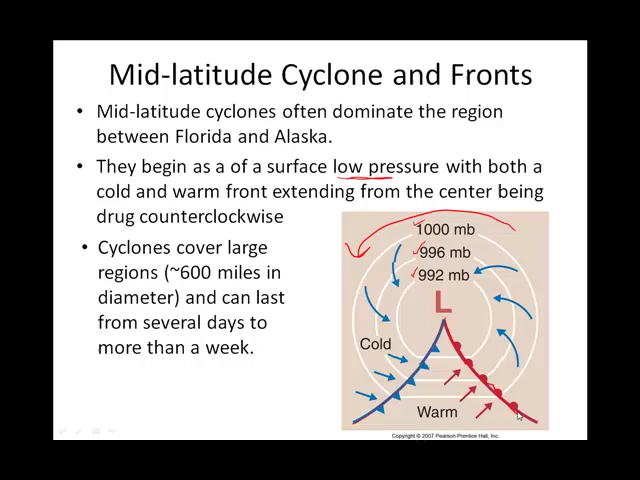 Mid-latitude Cyclone and Fronts
• Mid-latitude cyclones often dominate the region
between Florida and Alaska.
• They begin as a of a surface low pressure with both a
cold and warm front extending from the center being
drug counterclockwise
• Cyclones cover large
regions (~600 miles in
diameter) and can last
from several days to
more than a week.
1000 mb
996 mb
992 mb
L
Cold
Warm
Copyright © 2007 Pearson Prentice Hall, Inc.